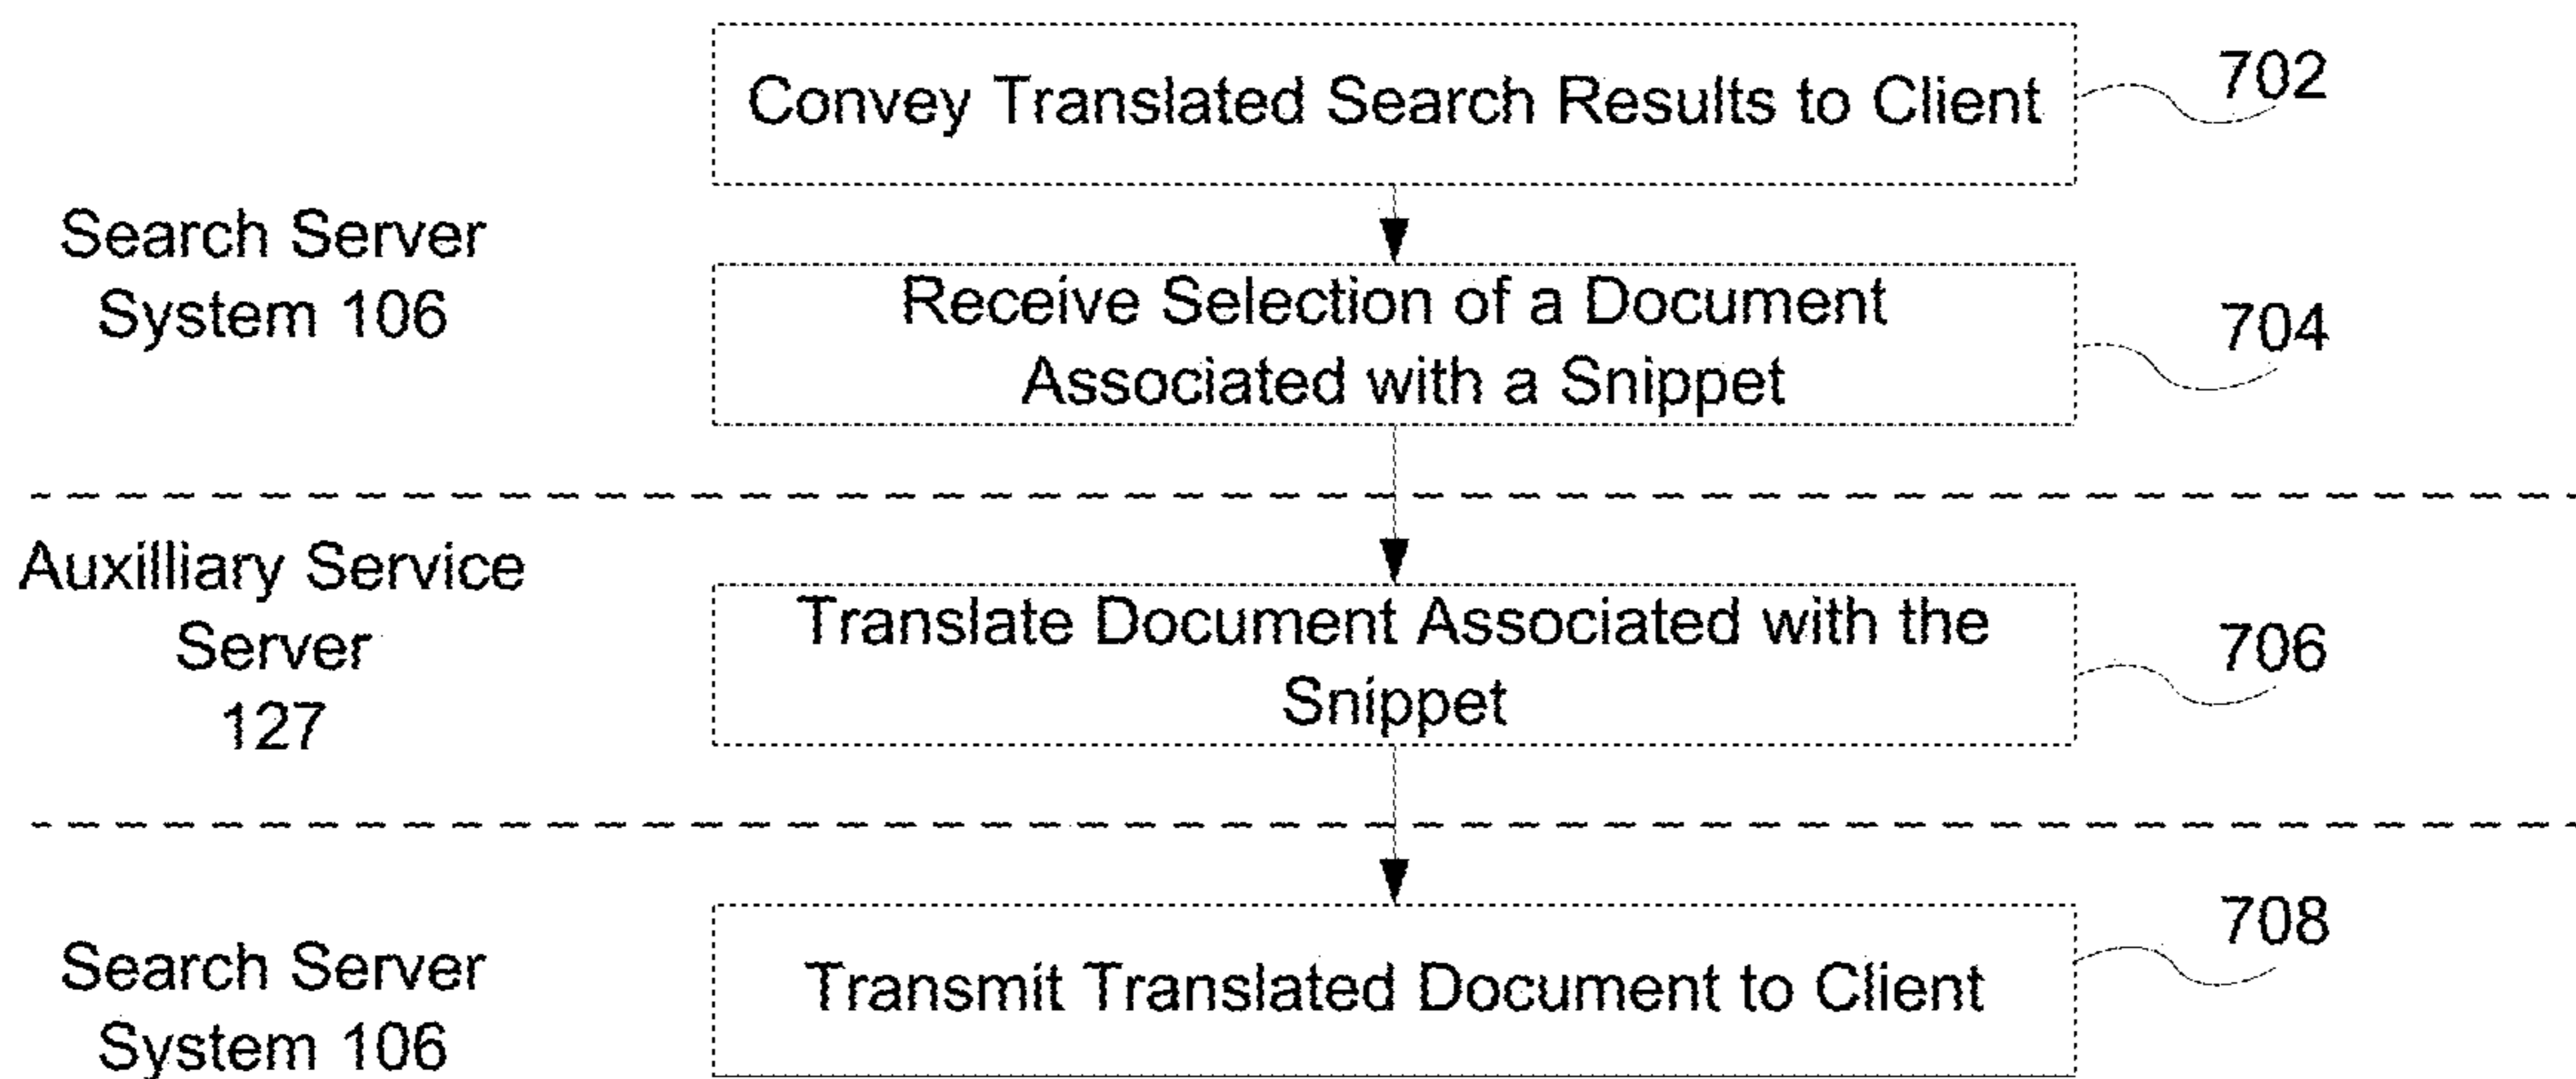 Convey Translated Search Results to Client
702
Search Server
System 106
Receive Selection of a Document
Associated with a Snippet
704
Auxilliary Service
Server
127
Translate Document Associated with the
Snippet
706
Search Server
System 106
Transmit Translated Document to Client
708